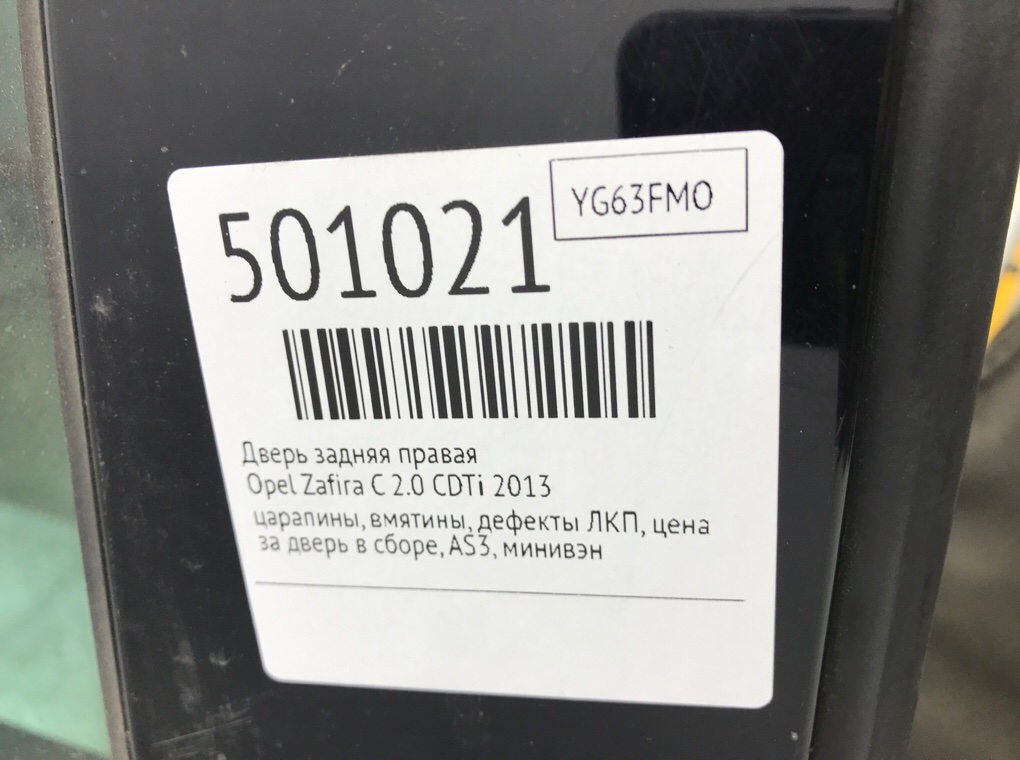 YG63FMO
501021
Дверь задняя правая
Opel Zafira C 2.0 CDTi 2013
царапины, вмятины, дефекты ЛКП, цена
за дверь в сборе, AS3, минивэн